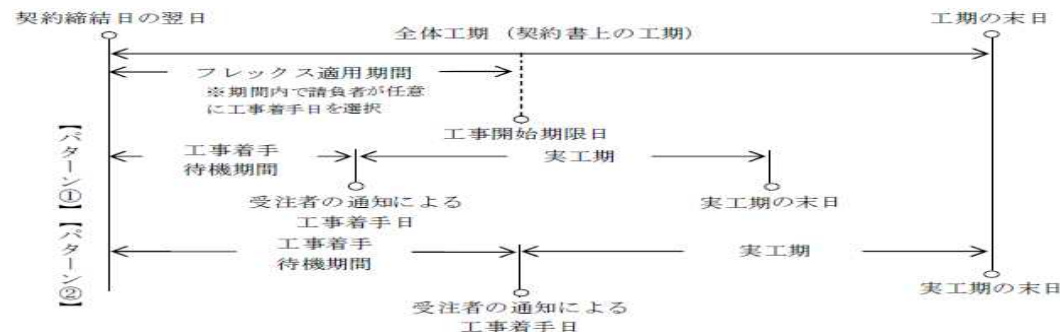 契約締結日の翌日
工期の末日
全体工期（契約書上の工期）
フレックス適用期間
※期間内で請負者が任意
に工事着手日を選択
工事開始期限日
【パターン①】
工事着手
待機期間
実工期
受注者の通知による
工事着手日
実工期の末日
【パターン②】
工事着手
待機期間
実工期
受注者の通知による
工事着手日
実工期の末日